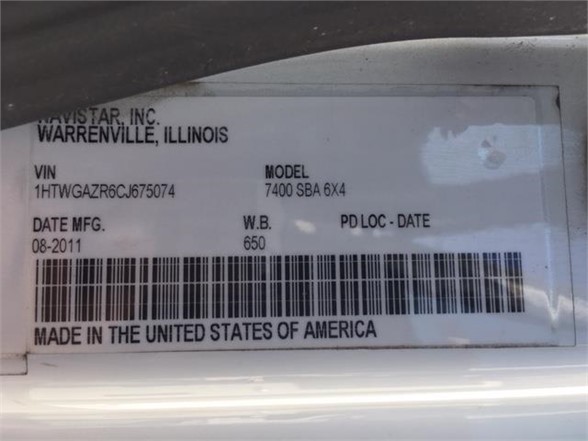 NAVISTAR, INC.
WARRENVILLE, ILLINOIS
VIN MODEL
1HTWGAZR6CJ675074 7400 SBA 6X4
DATE MFG. W.B. PD LOC - DATE
08-2011 650
MADE IN THE UNITED STATES OF AMERICA